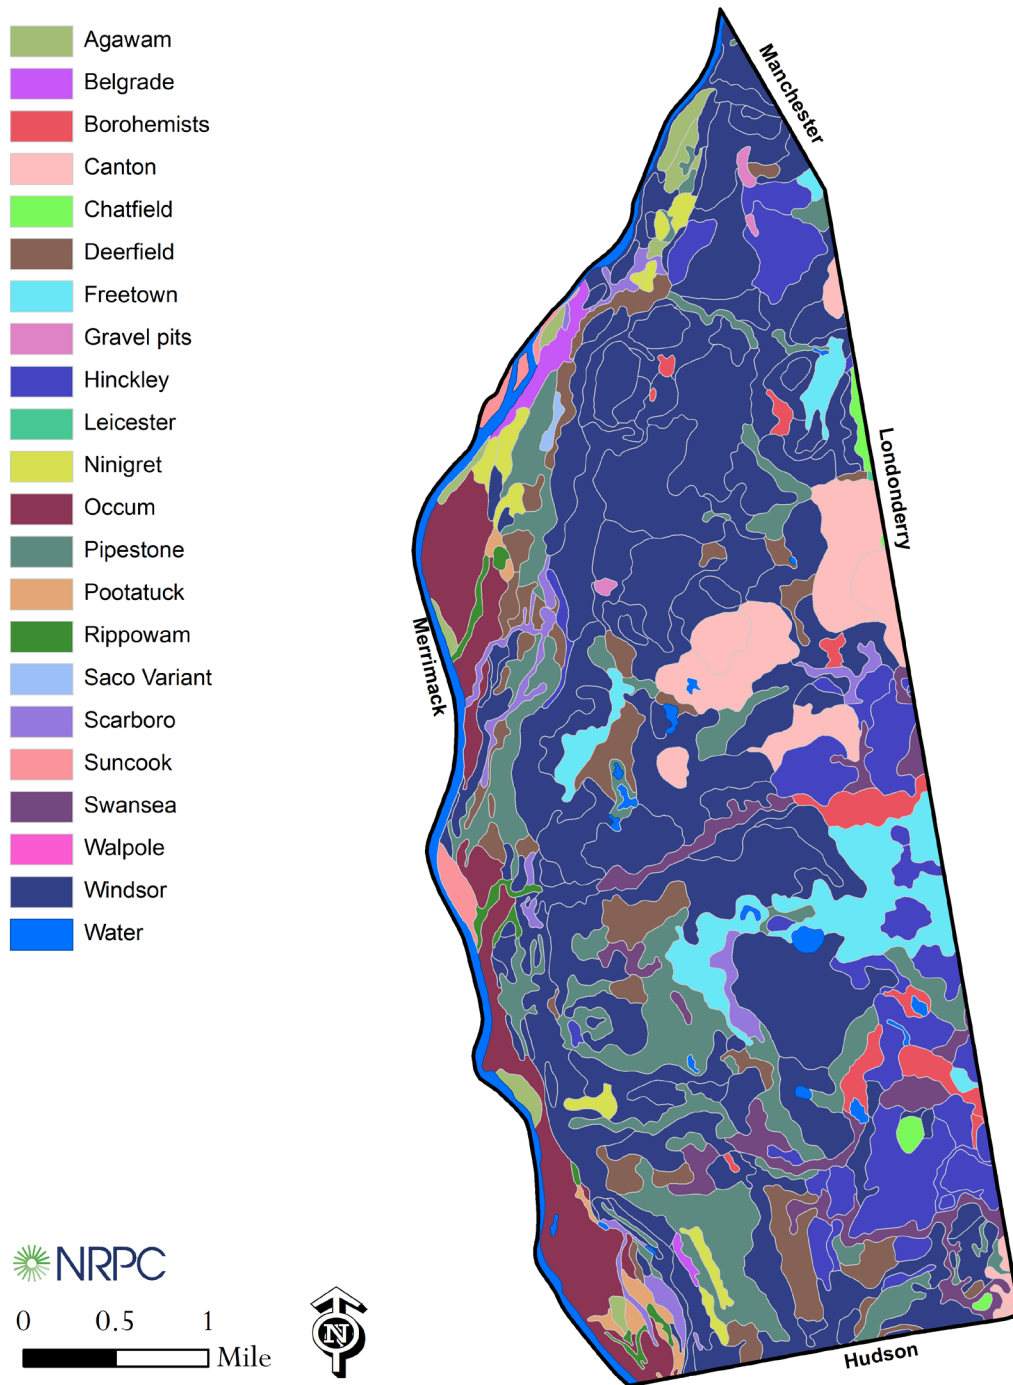 Agawam
Belgrade
Borohemists
Canton
Chatfield
Deerfield
Freetown
Gravel pits
Hinckley
Leicester
Ninigret
Occum
Pipestone
Pootatuck
Rippowam
Saco Variant
Scarboro
Suncook
Swansea
Walpole
Windsor
Water
Manchester
Londonderry
Merrimack
Hudson
NRPC
0 0.5 1
Mile
N